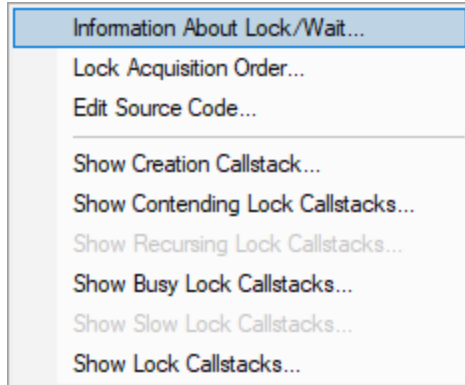 Information About Lock/Wait...
Lock Acquisition Order...
Edit Source Code...
Show Creation Callstack...
Show Contending Lock Callstacks...
Show Recursing Lock Callstacks...
Show Busy Lock Callstacks...
Show Slow Lock Callstacks...
Show Lock Callstacks...